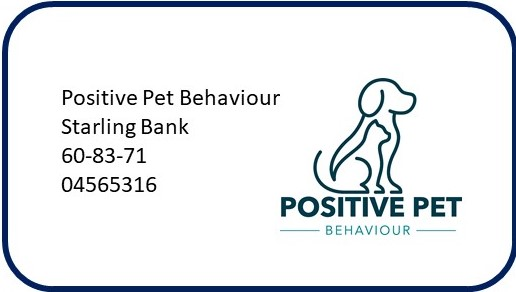 Positive Pet Behaviour
Starling Bank
60-83-71
04565316
POSITIVE PET
BEHAVIOUR